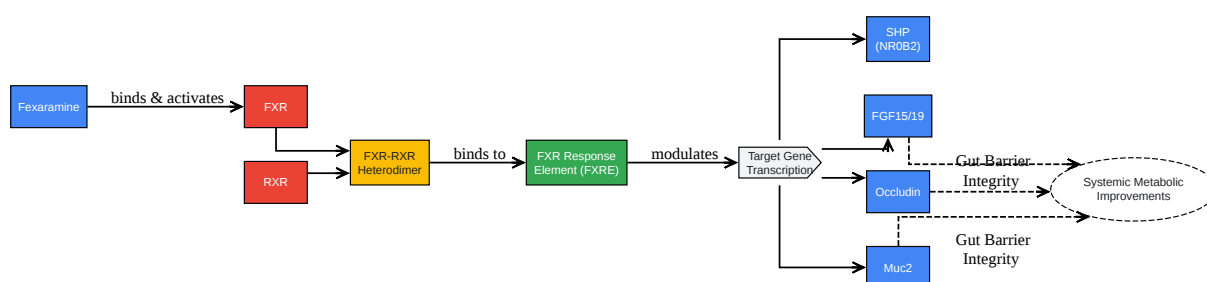 SHP
(NR0B2)
Fexaramine
binds & activates
FXR
FGF15/19
FXR-RXR
Heterodimer
binds to
FXR Response
Element (FXRE)
modulates
Target Gene
Transcription
Gut Barrier
Integrity
RXR
Occludin
Systemic Metabolic
Improvements
Gut Barrier
Integrity
Muc2